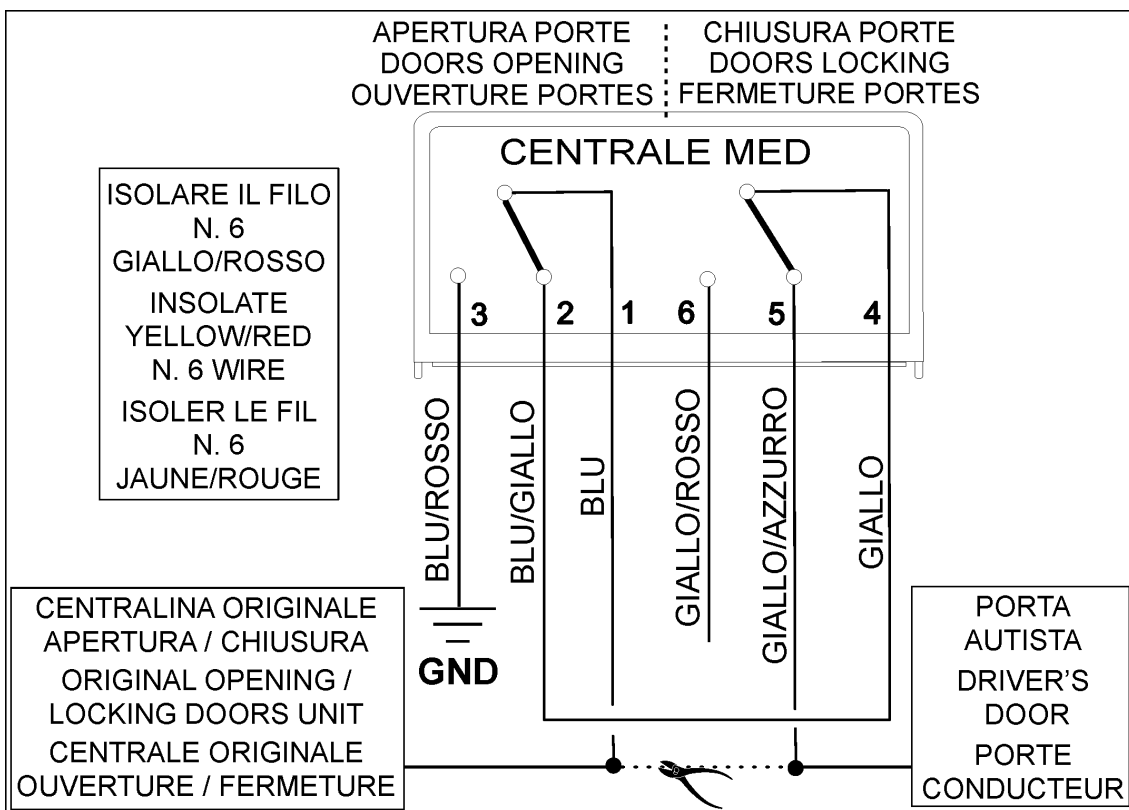 APERTURA PORTE
DOORS OPENING
OUVERTURE PORTES
CHIUSURA PORTE
DOORS LOCKING
FERMETURE PORTES
CENTRALE MED
ISOLARE IL FILO
N. 6
GIALLO/ROSSO
INSOLATE
YELLOW/RED
N. 6 WIRE
ISOLER LE FIL
N. 6
JAUNE/ROUGE
3 2 1 6 5 4
BLU/ROSSO
BLU/GIALLO
BLU
GIALLO/ROSSO
GIALLO/AZZURRO
GIALLO
GND
CENTRALINA ORIGINALE
APERTURA / CHIUSURA
ORIGINAL OPENING /
LOCKING DOORS UNIT
CENTRALE ORIGINALE
OUVERTURE / FERMETURE
PORTA
AUTISTA
DRIVER'S
DOOR
PORTE
CONDUCTEUR